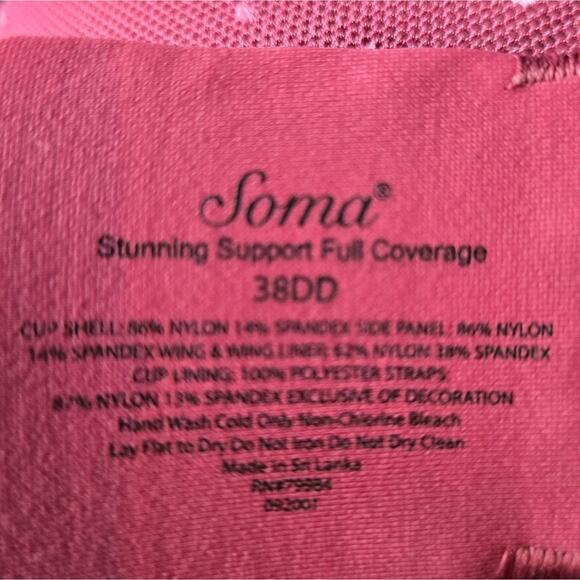 Soma®
Stunning Support Full Coverage
38DD
CUP SHELL: 86% NYLON 14% SPANDEX SIDE PANEL: 86% NYLON
14% SPANDEX WING & WING LINER: 62% NYLON 38% SPANDEX
CUP LINING: 100% POLYESTER STRAPS:
87% NYLON 13% SPANDEX EXCLUSIVE OF DECORATION
Hand Wash Cold Only Non-Chlorine Bleach
Lay Flat to Dry Do Not Iron Do Not Dry Clean
Made in Sri Lanka
RN#79984
092001